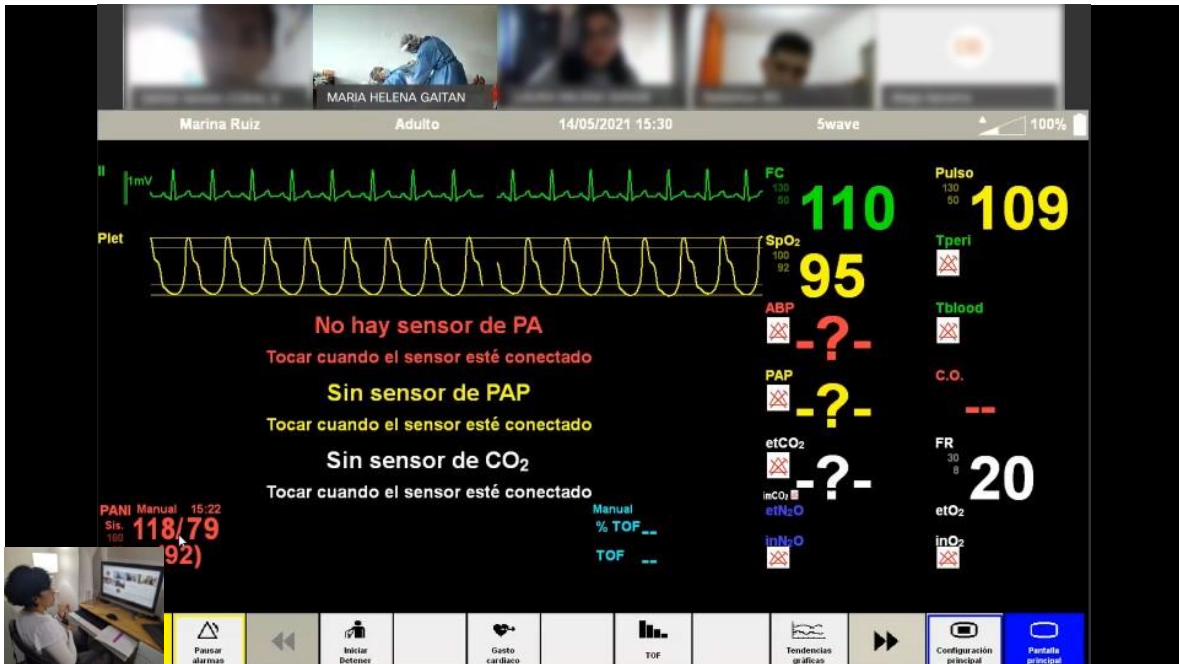 MARIA HELENA GAITAN
Marina Ruiz Adulto 14/05/2021 15:30 5wave 100%
II 1mV
FC 130 50 110
Pulso 130 50 109
Plet
SpO₂ 100 92 95
Tperi
No hay sensor de PA
Tocar cuando el sensor esté conectado
ABP -?-
Tblood
Sin sensor de PAP
Tocar cuando el sensor esté conectado
PAP -?-
C.O. --
Sin sensor de CO₂
Tocar cuando el sensor esté conectado
etCO₂ -?-
imCO₂
FR 30 8 20
PANI Manual 15:22
Sis. 160 118/79
92)
Manual
% TOF --
TOF --
etN₂O
inN₂O
etO₂
inO₂
Pausar alarmas
Iniciar Detener
Gasto cardiaco
TOF
Tendencias gráficas
Configuración principal
Pantalla principal